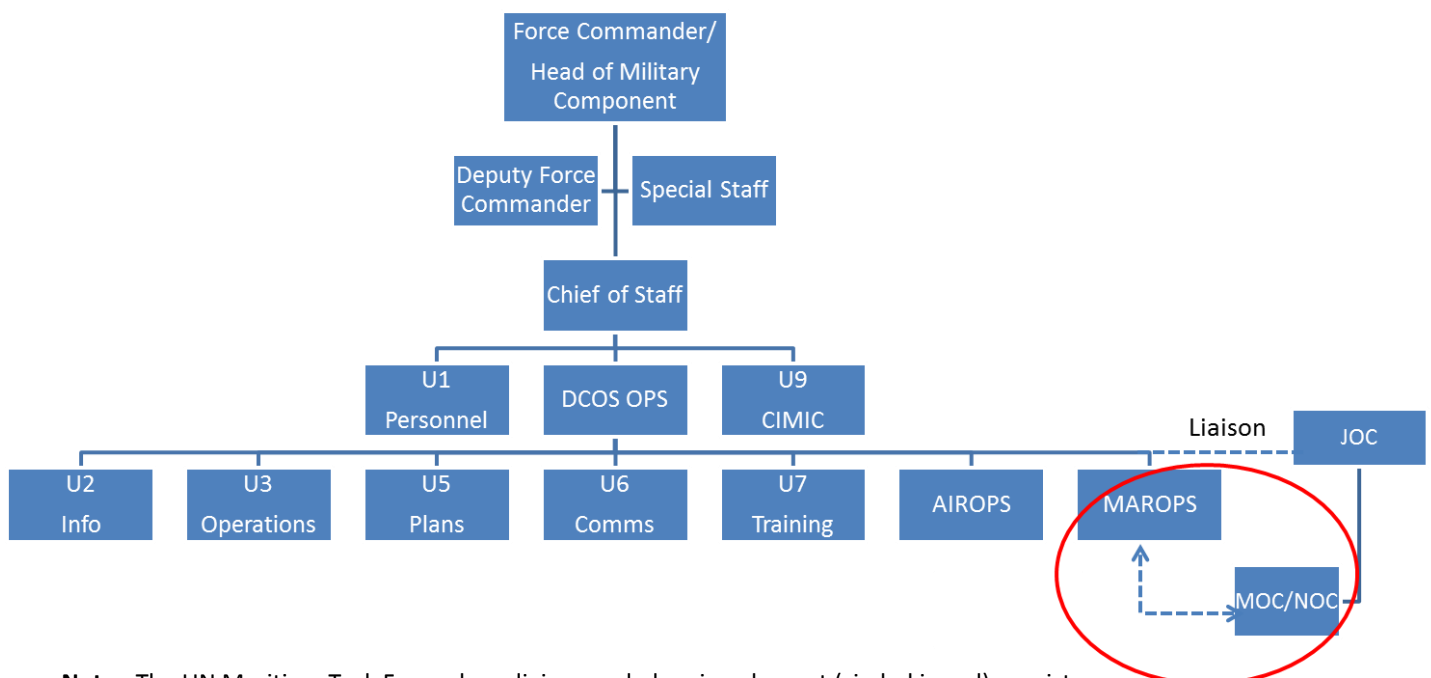 Force Commander/
Head of Military
Component
Deputy Force
Commander
Special Staff
Chief of Staff
U1
Personnel
DCOS OPS
U9
CIMIC
Liaison
JOC
U2
Info
U3
Operations
U5
Plans
U6
Comms
U7
Training
AIROPS
MAROPS
MOC/NOC